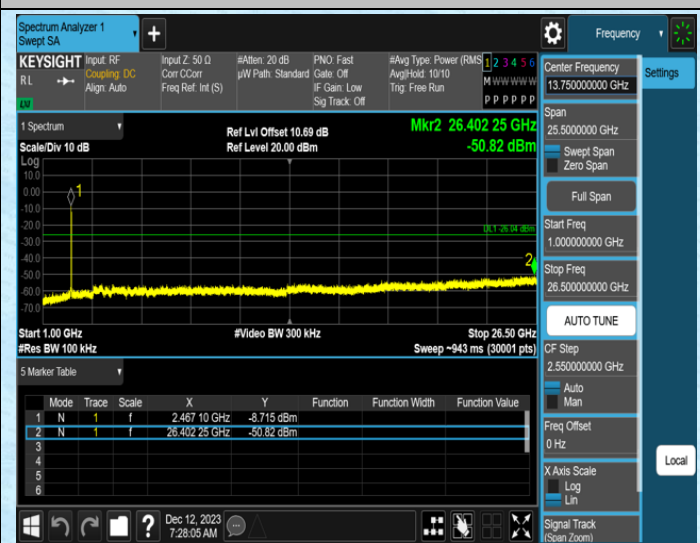 Spectrum Analyzer 1
Swept SA
+
Frequency
KEYSIGHT
RL
LXI
Input: RF
Coupling: DC
Align: Auto
Input Z: 50 Ω
Corr CCorr
Freq Ref: Int (S)
#Atten: 20 dB
µW Path: Standard
PNO: Fast
Gate: Off
IF Gain: Low
Sig Track: Off
#Avg Type: Power (RMS
Avg|Hold: 10/10
Trig: Free Run
1 2 3 4 5 6
M W W W W W
P P P P P P
Center Frequency
13.75000000 GHz
Settings
1 Spectrum
Scale/Div 10 dB
Ref Lvl Offset 10.69 dB
Ref Level 20.00 dBm
Mkr2 26.402 25 GHz
-50.82 dBm
Span
25.5000000 GHz
Swept Span
Zero Span
Full Span
Start Freq
1.000000000 GHz
Stop Freq
26.500000000 GHz
AUTO TUNE
CF Step
2.550000000 GHz
Auto
Man
Freq Offset
0 Hz
X Axis Scale
Log
Lin
Signal Track
(Span Zoom)
Local
Log
10.0
0.00
-10.0
-20.0
-30.0
-40.0
-50.0
-60.0
-70.0
1
DL1 -26.04 dBm
2
Start 1.00 GHz
#Res BW 100 kHz
#Video BW 300 kHz
Stop 26.50 GHz
Sweep ~943 ms (30001 pts)
5 Marker Table
Mode Trace Scale X Y Function Function Width Function Value
1 N 1 f 2.467 10 GHz -8.715 dBm
2 N 1 f 26.402 25 GHz -50.82 dBm
3
4
5
6
?
Dec 12, 2023
7:28:05 AM